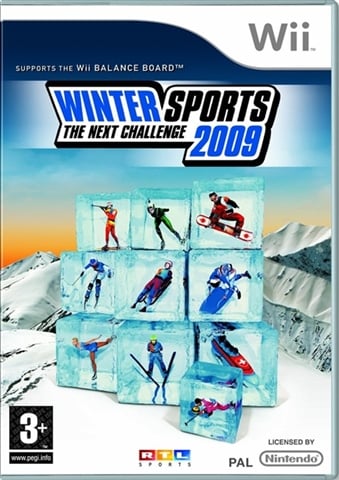 Wii™
SUPPORTS THE Wii BALANCE BOARD™
WINTER SPORTS
THE NEXT CHALLENGE 2009
3+
www.pegi.info
RTL
SPORTS
PAL
LICENSED BY
Nintendo